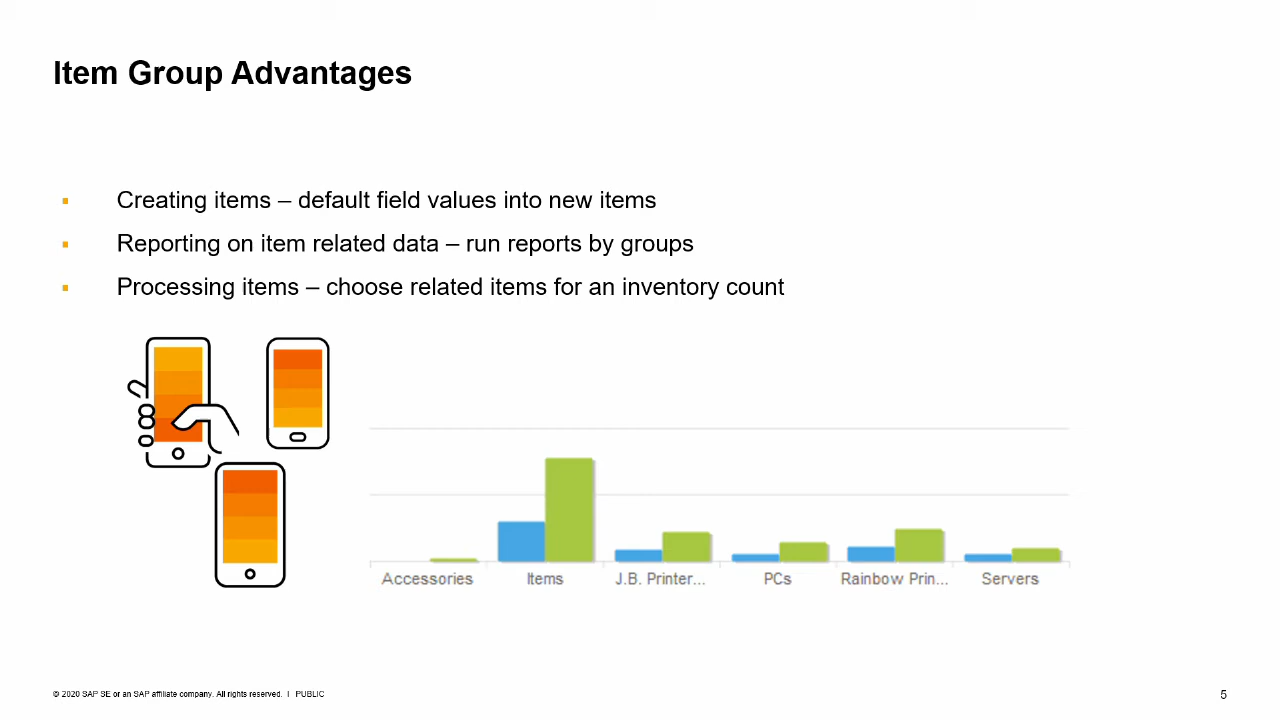 Item Group Advantages
▪ Creating items – default field values into new items
▪ Reporting on item related data – run reports by groups
▪ Processing items – choose related items for an inventory count
Accessories Items J.B. Printer... PCs Rainbow Prin... Servers
© 2020 SAP SE or an SAP affiliate company. All rights reserved. I PUBLIC
5